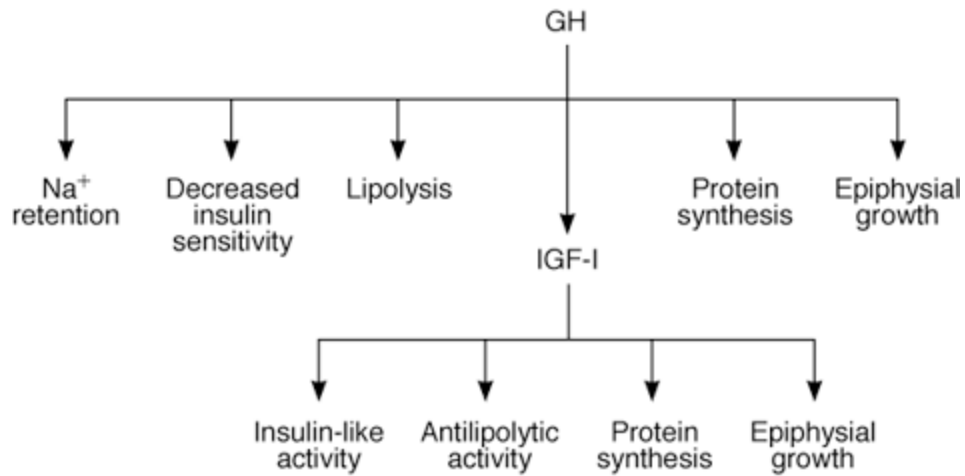 GH
Na⁺
retention
Decreased
insulin
sensitivity
Lipolysis
Protein
synthesis
Epiphysial
growth
IGF-I
Insulin-like
activity
Antilipolytic
activity
Protein
synthesis
Epiphysial
growth